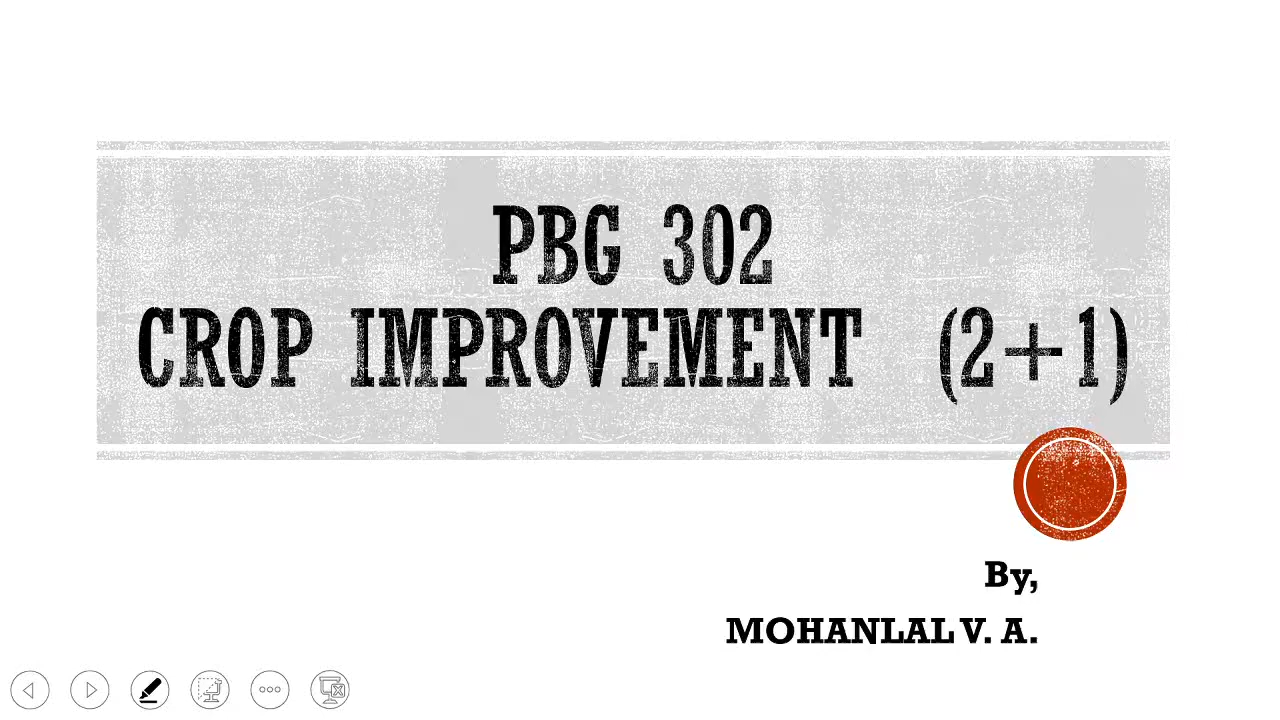 PBG 302
CROP IMPROVEMENT (2+1)
By,
MOHANLAL V. A.